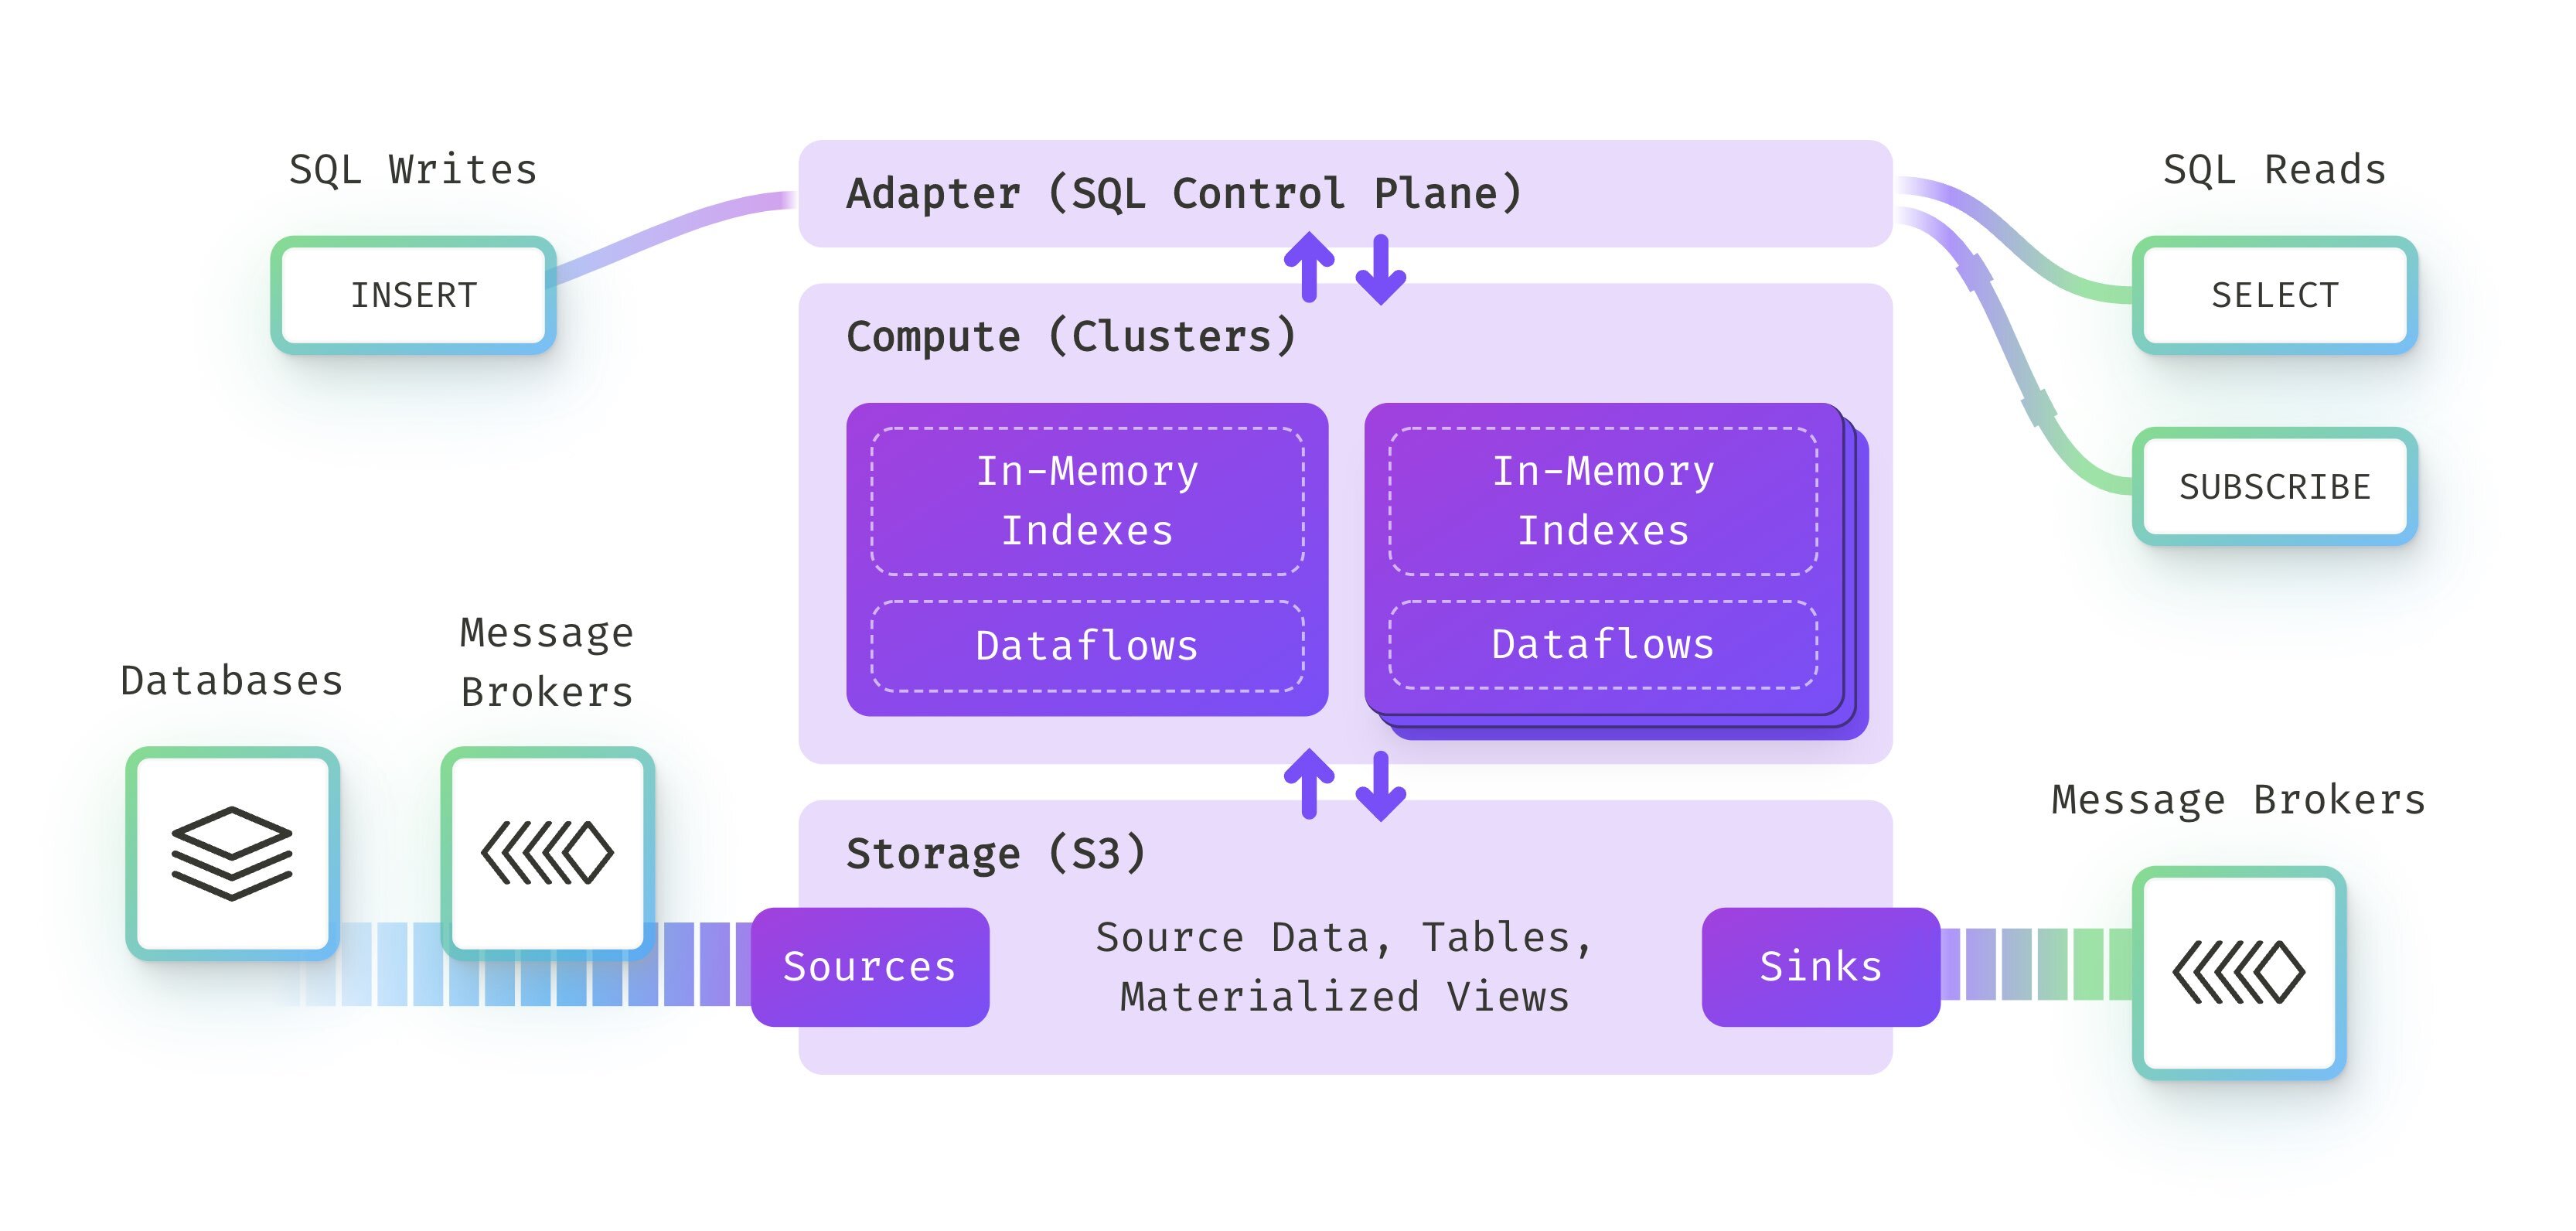 SQL Writes
INSERT
Adapter (SQL Control Plane)
SQL Reads
SELECT
SUBSCRIBE
Compute (Clusters)
In-Memory
Indexes
Dataflows
In-Memory
Indexes
Dataflows
Databases
Message
Brokers
Storage (S3)
Sources
Source Data, Tables,
Materialized Views
Sinks
Message Brokers